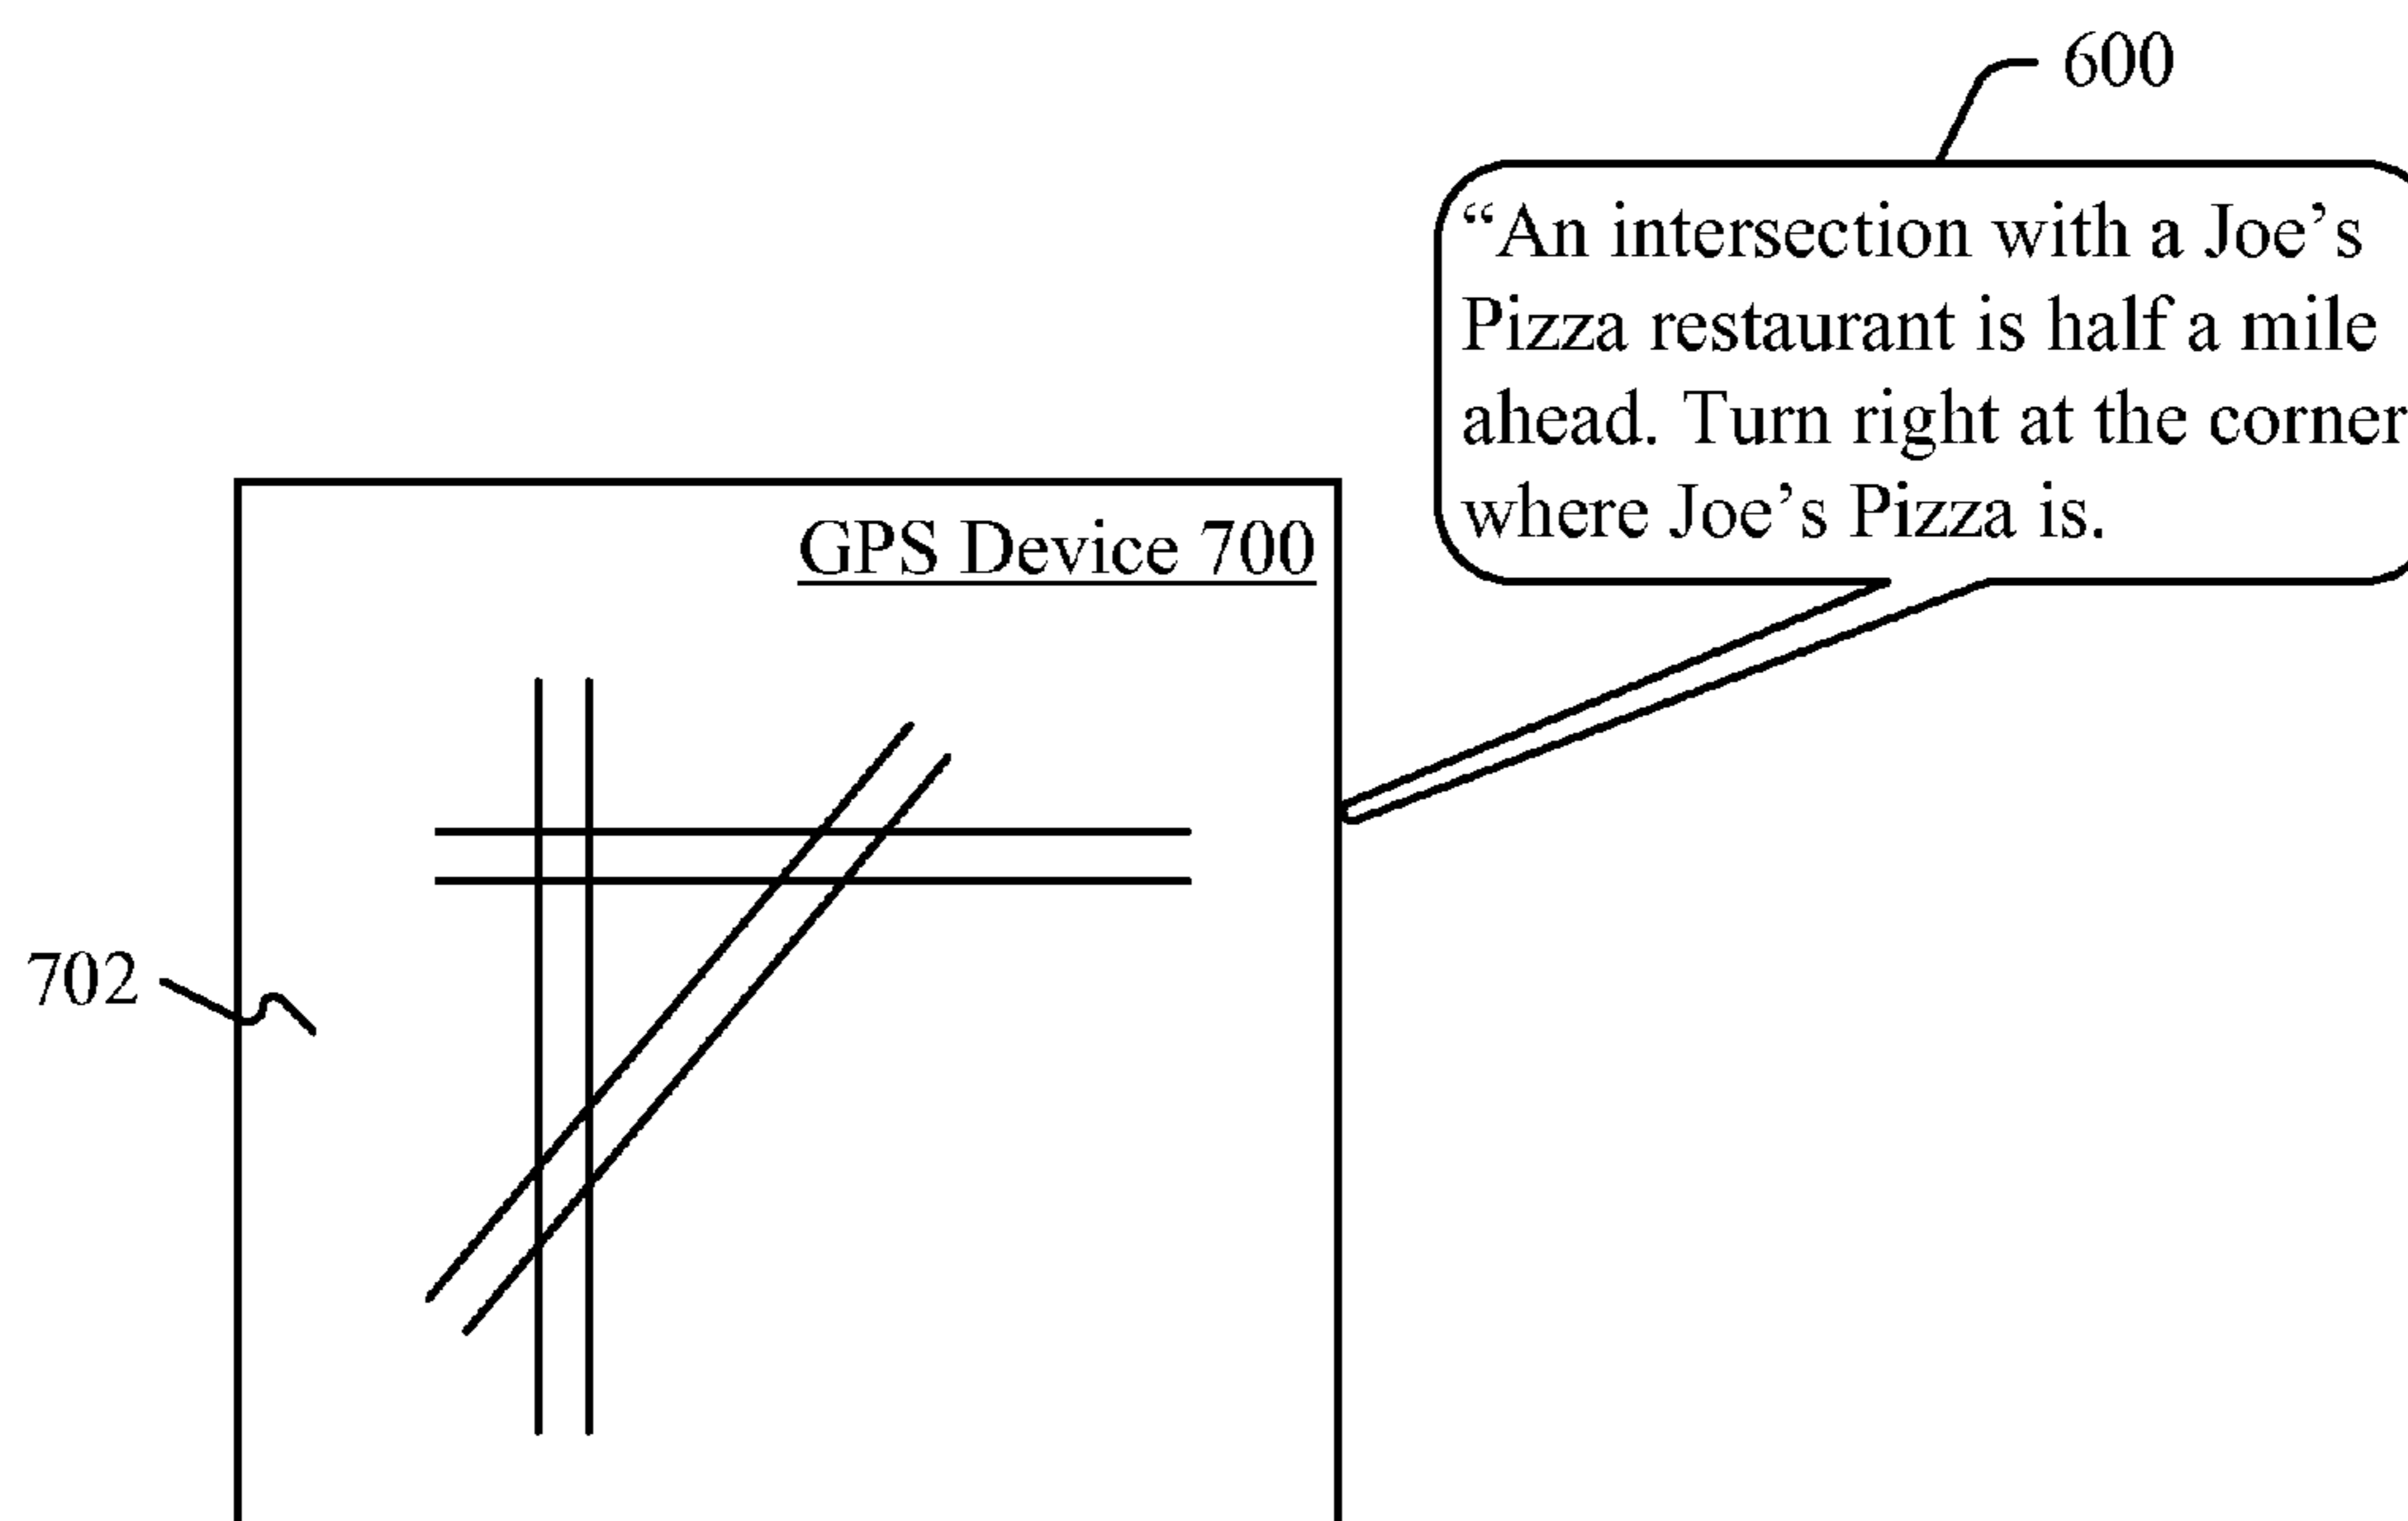 600
“An intersection with a Joe’s
Pizza restaurant is half a mile
ahead. Turn right at the corner
where Joe’s Pizza is.
GPS Device 700
702